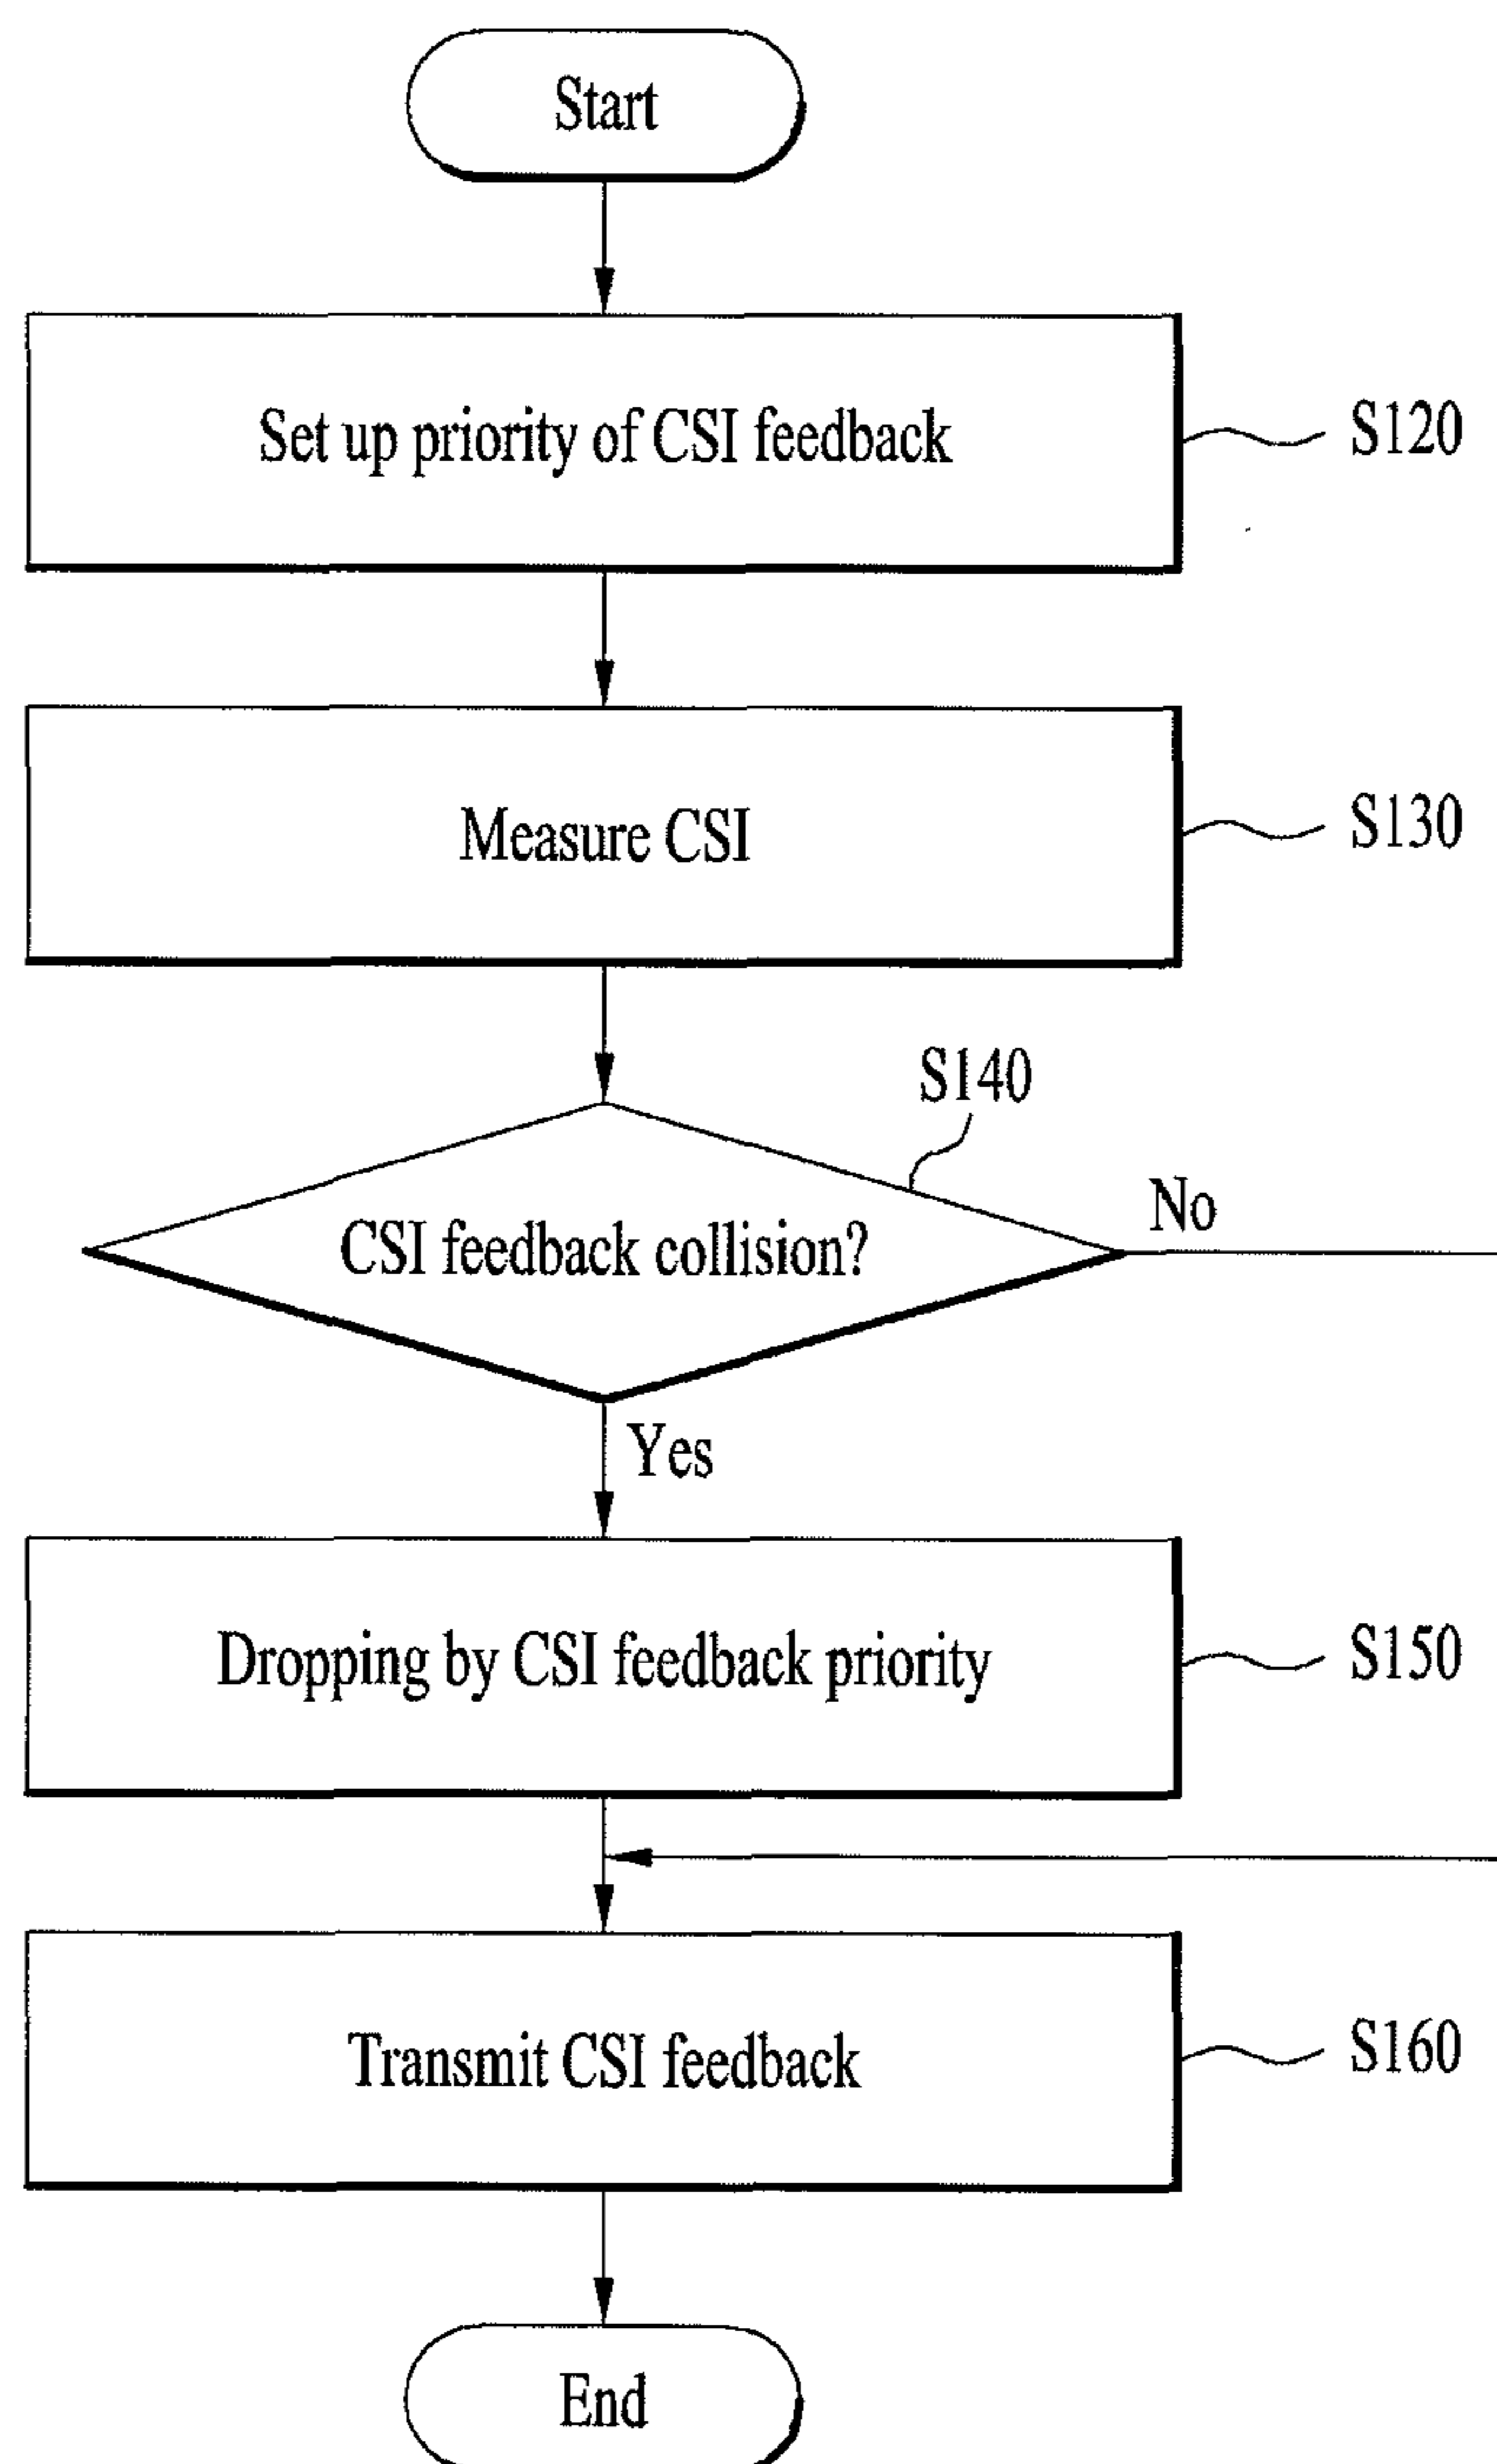 Start
Set up priority of CSI feedback
S120
Measure CSI
S130
S140
CSI feedback collision?
No
Yes
Dropping by CSI feedback priority
S150
Transmit CSI feedback
S160
End